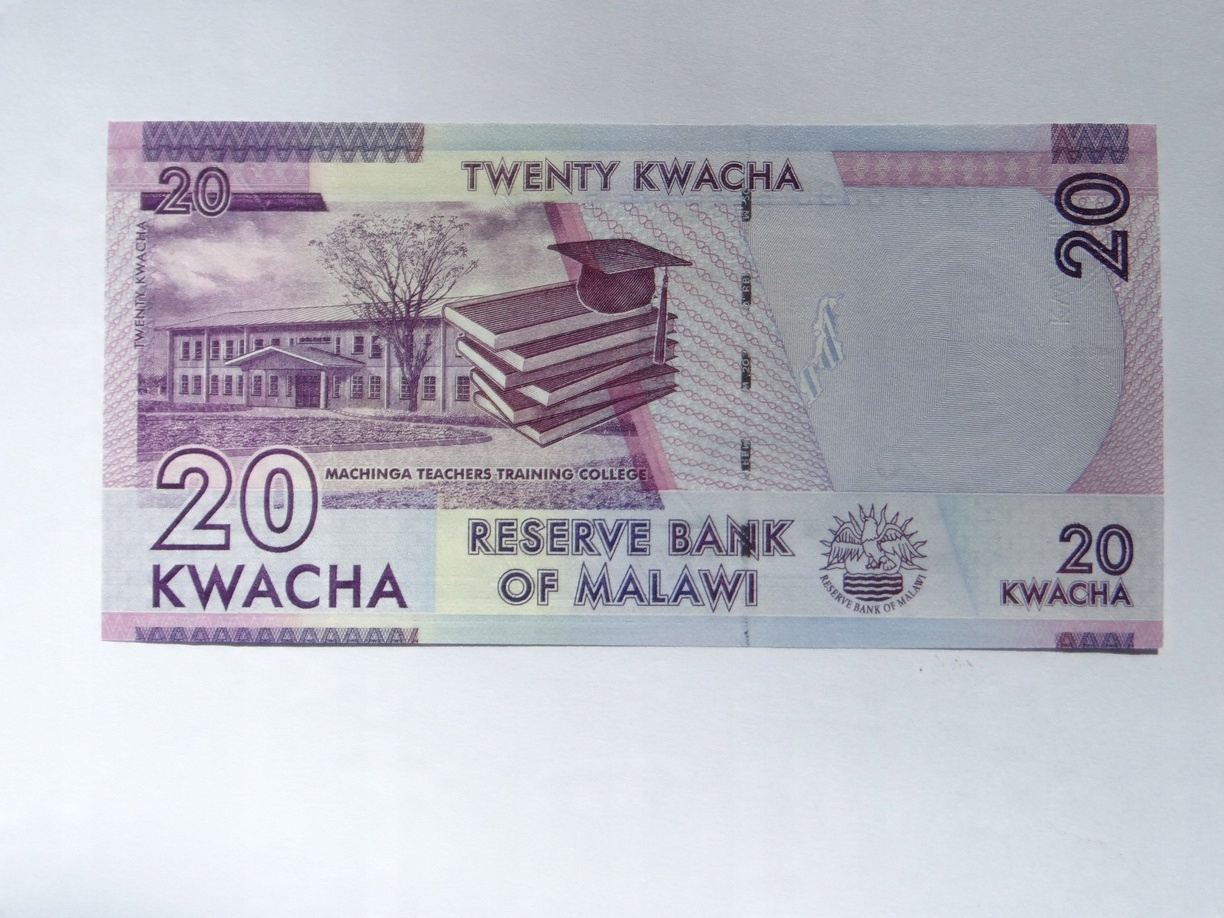 TWENTY KWACHA
20
20
TWENTY KWACHA
MACHINGA TEACHERS TRAINING COLLEGE
20
KWACHA
RESERVE BANK
OF MALAWI
RESERVE BANK OF MALAWI
20
KWACHA